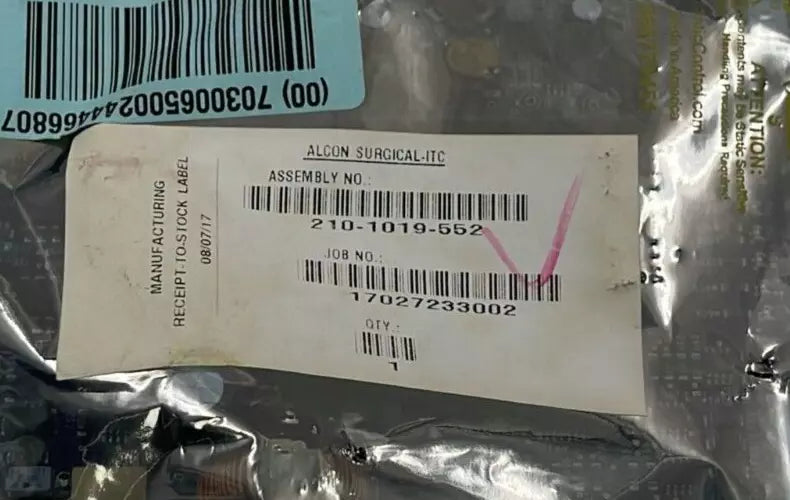 (00) 703006500244466807
ALCON SURGICAL-ITC
ASSEMBLY NO.:
210-1019-552
JOB NO.:
17027233002
QTY.:
1
MANUFACTURING
RECEIPT-TO-STOCK LABEL
08/07/17
ATTENTION:
Handling Precautions Required